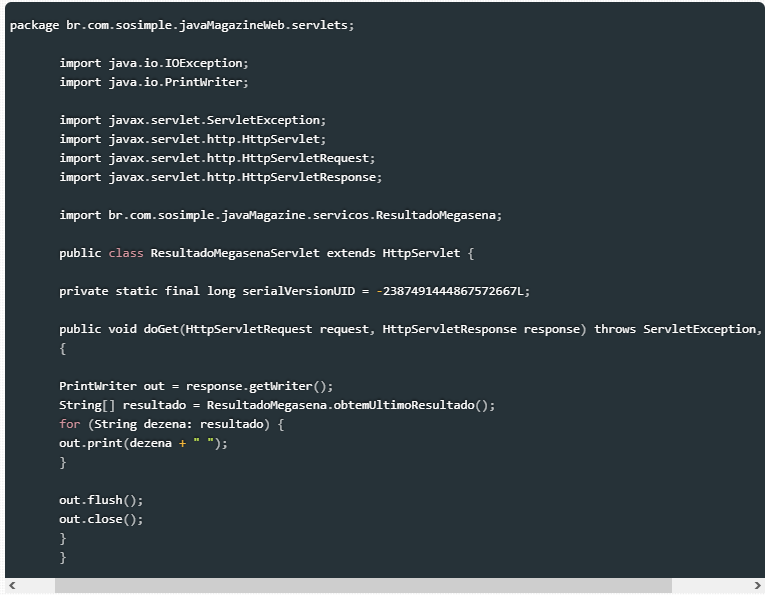 package br.com.sosimple.javaMagazineWeb.servlets;
import java.io.IOException;
import java.io.PrintWriter;
import javax.servlet.ServletException;
import javax.servlet.http.HttpServlet;
import javax.servlet.http.HttpServletRequest;
import javax.servlet.http.HttpServletResponse;
import br.com.sosimple.javaMagazine.servicos.ResultadoMegasena;
public class ResultadoMegasenaServlet extends HttpServlet {
private static final long serialVersionUID = -2387491444867572667L;
public void doGet(HttpServletRequest request, HttpServletResponse response) throws ServletException,
{
PrintWriter out = response.getWriter();
String[] resultado = ResultadoMegasena.obtemUltimoResultado();
for (String dezena: resultado) {
out.print(dezena + " ");
}
out.flush();
out.close();
}
}